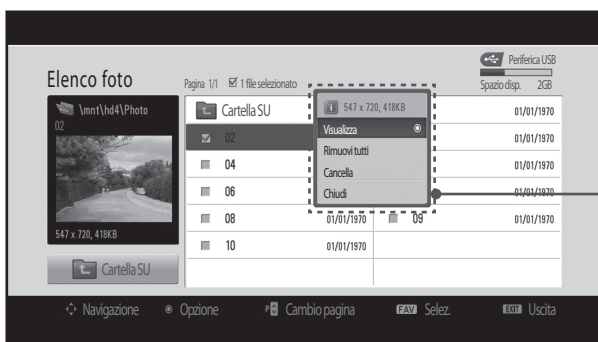 Periferica USB
Elenco foto
Pagina 1/1 1 file selezionato
Spazio disp. 2GB
\mnt\hd4\Photo
02
547 x 720, 418KB
Cartella SU
Cartella SU
01/01/1970
02
01/01/1970
04
01/01/1970
06
01/01/1970
08 01/01/1970
09 01/01/1970
10 01/01/1970
547 x 720, 418KB
Visualizza
Rimuovi tutti
Cancella
Chiudi
Navigazione
Opzione
P Cambio pagina
FAV Selez.
EXIT Uscita